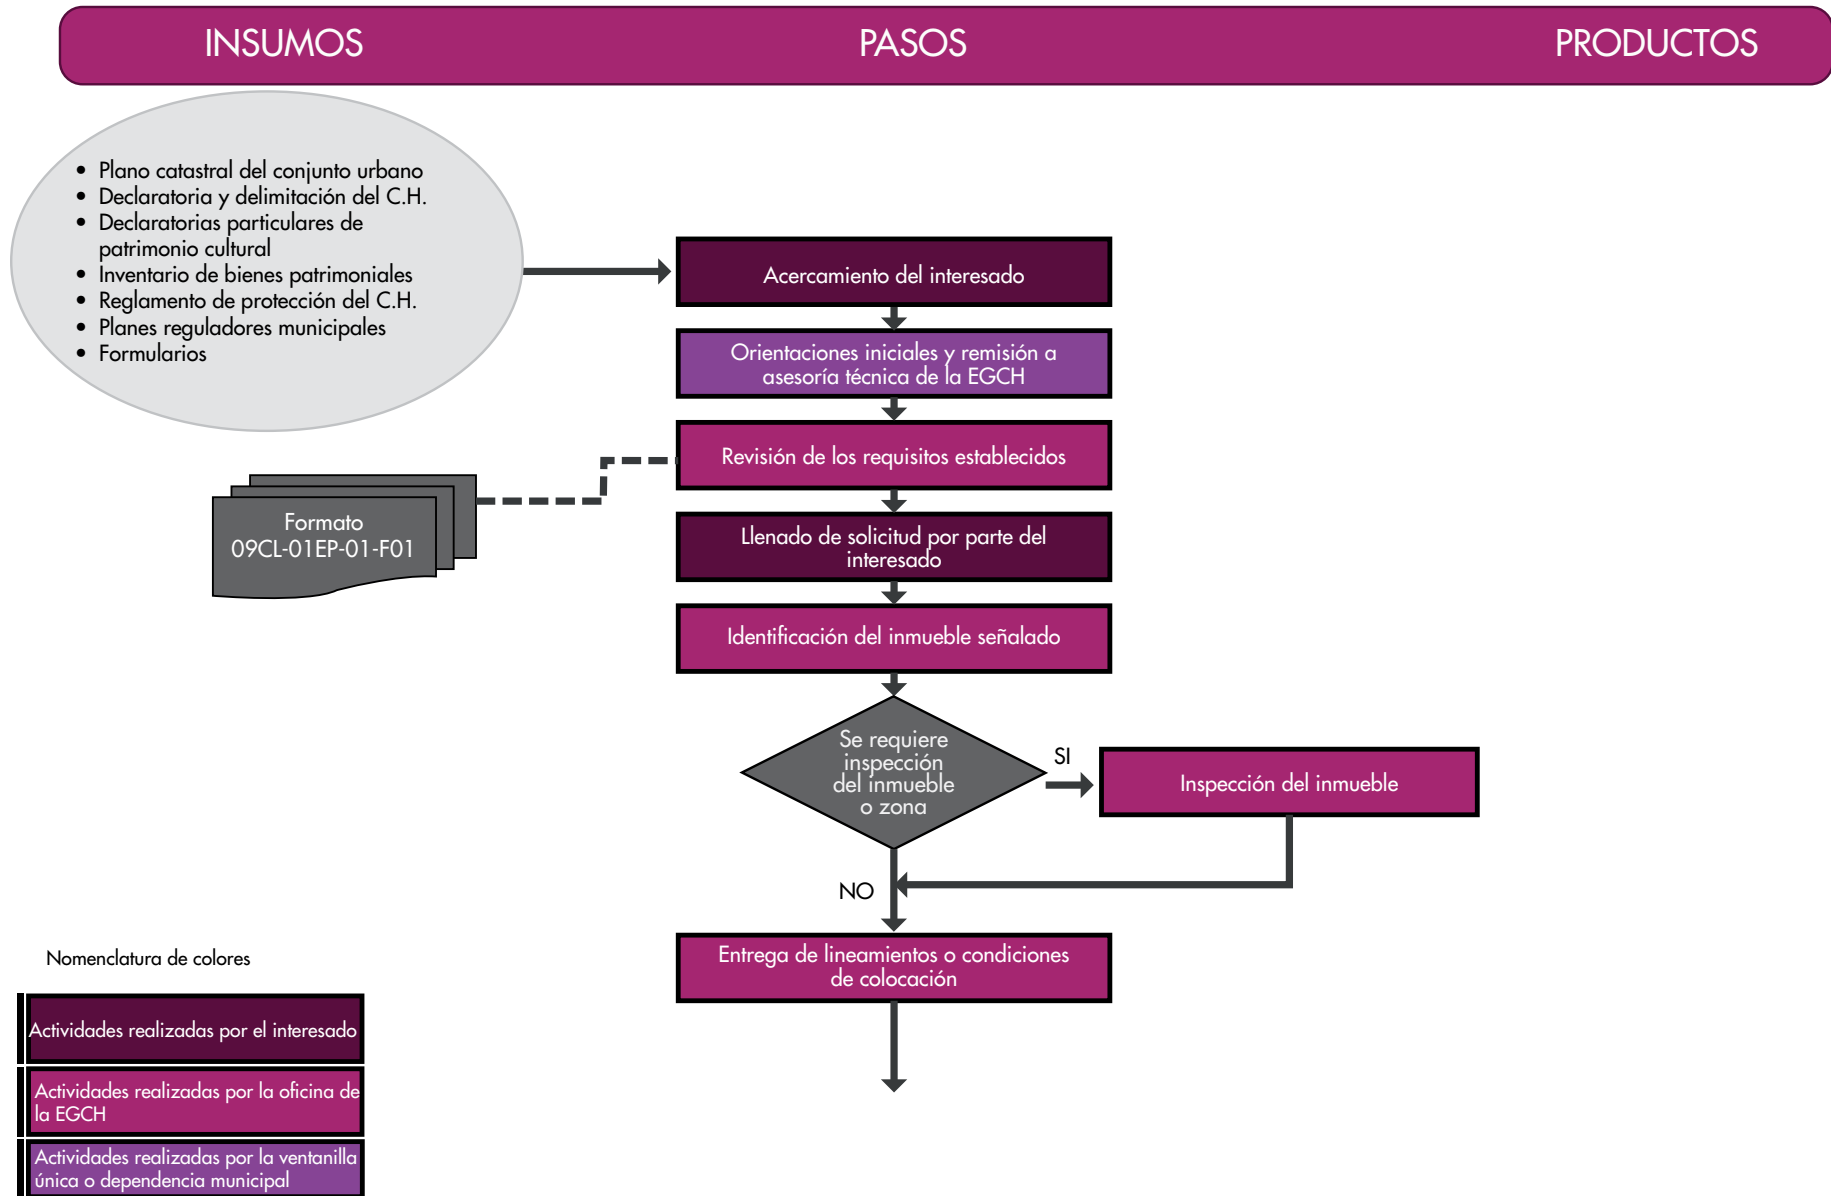 INSUMOS
PASOS
PRODUCTOS
• Plano catastral del conjunto urbano
• Declaratoria y delimitación del C.H.
• Declaratorias particulares de
patrimonio cultural
• Inventario de bienes patrimoniales
• Reglamento de protección del C.H.
• Planes reguladores municipales
• Formularios
Acercamiento del interesado
Orientaciones iniciales y remisión a
asesoría técnica de la EGCH
Revisión de los requisitos establecidos
Formato
09CL-01EP-01-F01
Llenado de solicitud por parte del
interesado
Identificación del inmueble señalado
Se requiere
inspección
del inmueble
o zona
SI
Inspección del inmueble
NO
Entrega de lineamientos o condiciones
de colocación
Nomenclatura de colores
Actividades realizadas por el interesado
Actividades realizadas por la oficina de
la EGCH
Actividades realizadas por la ventanilla
única o dependencia municipal